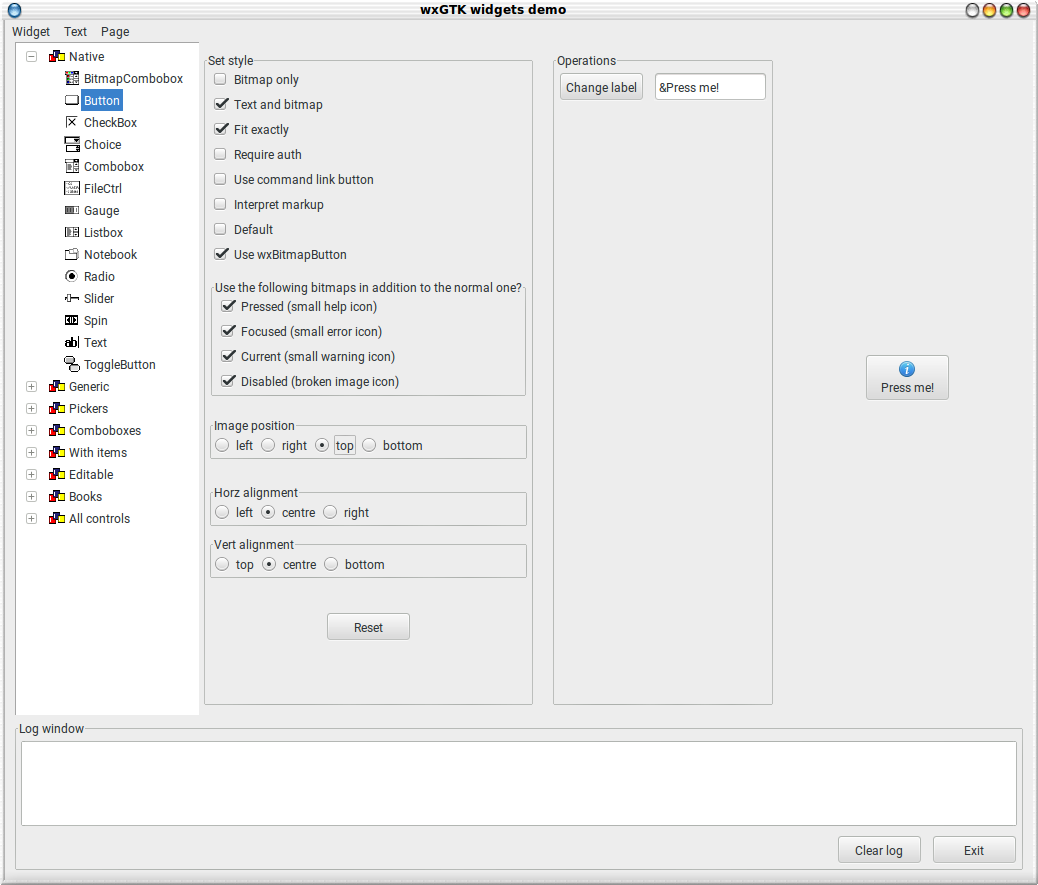 wxGTK widgets demo
Widget Text Page
Native
BitmapCombobox
Button
CheckBox
Choice
Combobox
FileCtrl
Gauge
Listbox
Notebook
Radio
Slider
Spin
Text
ToggleButton
Generic
Pickers
Comboboxes
With items
Editable
Books
All controls
Set style
Bitmap only
Text and bitmap
Fit exactly
Require auth
Use command link button
Interpret markup
Default
Use wxBitmapButton
Use the following bitmaps in addition to the normal one?
Pressed (small help icon)
Focused (small error icon)
Current (small warning icon)
Disabled (broken image icon)
Image position
left right top bottom
Horz alignment
left centre right
Vert alignment
top centre bottom
Reset
Operations
Change label &Press me!
Press me!
Log window
Clear log Exit